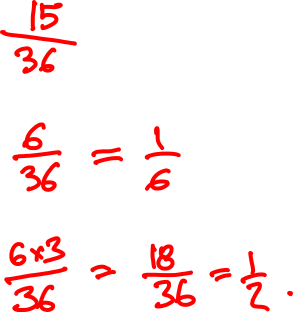 15/36
6/36 = 1/6
6×3/36 = 18/36 = 1/2.